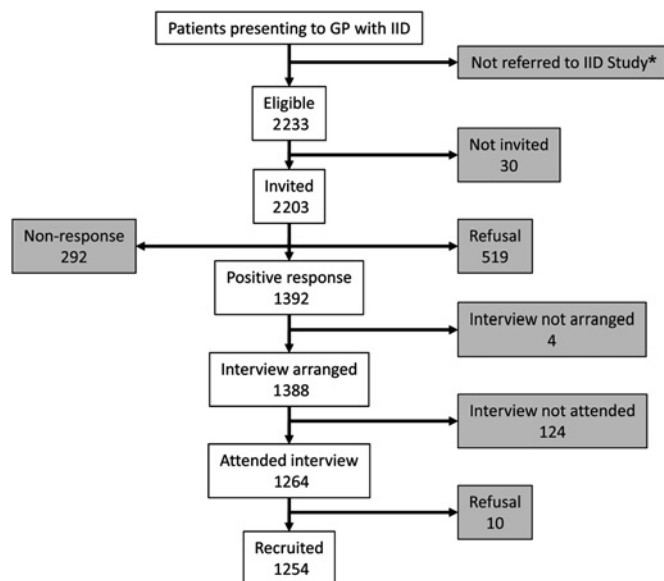 Patients presenting to GP with IID
Not referred to IID Study*
Eligible
2233
Not invited
30
Invited
2203
Non-response
292
Refusal
519
Positive response
1392
Interview not arranged
4
Interview arranged
1388
Interview not attended
124
Attended interview
1264
Refusal
10
Recruited
1254